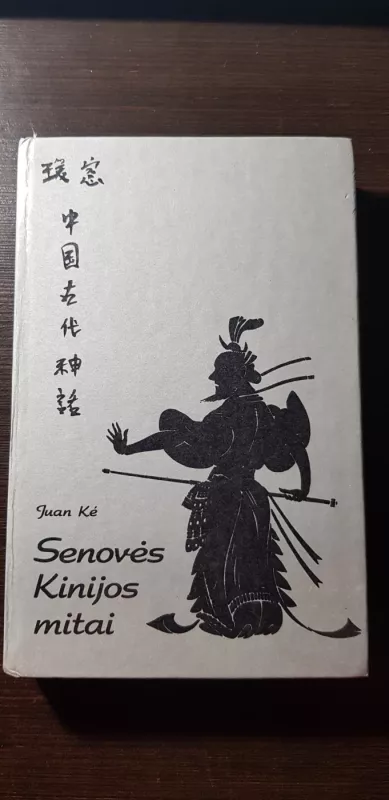 中国古代神話
Juan Ké
Senovės
Kinijos
mitai